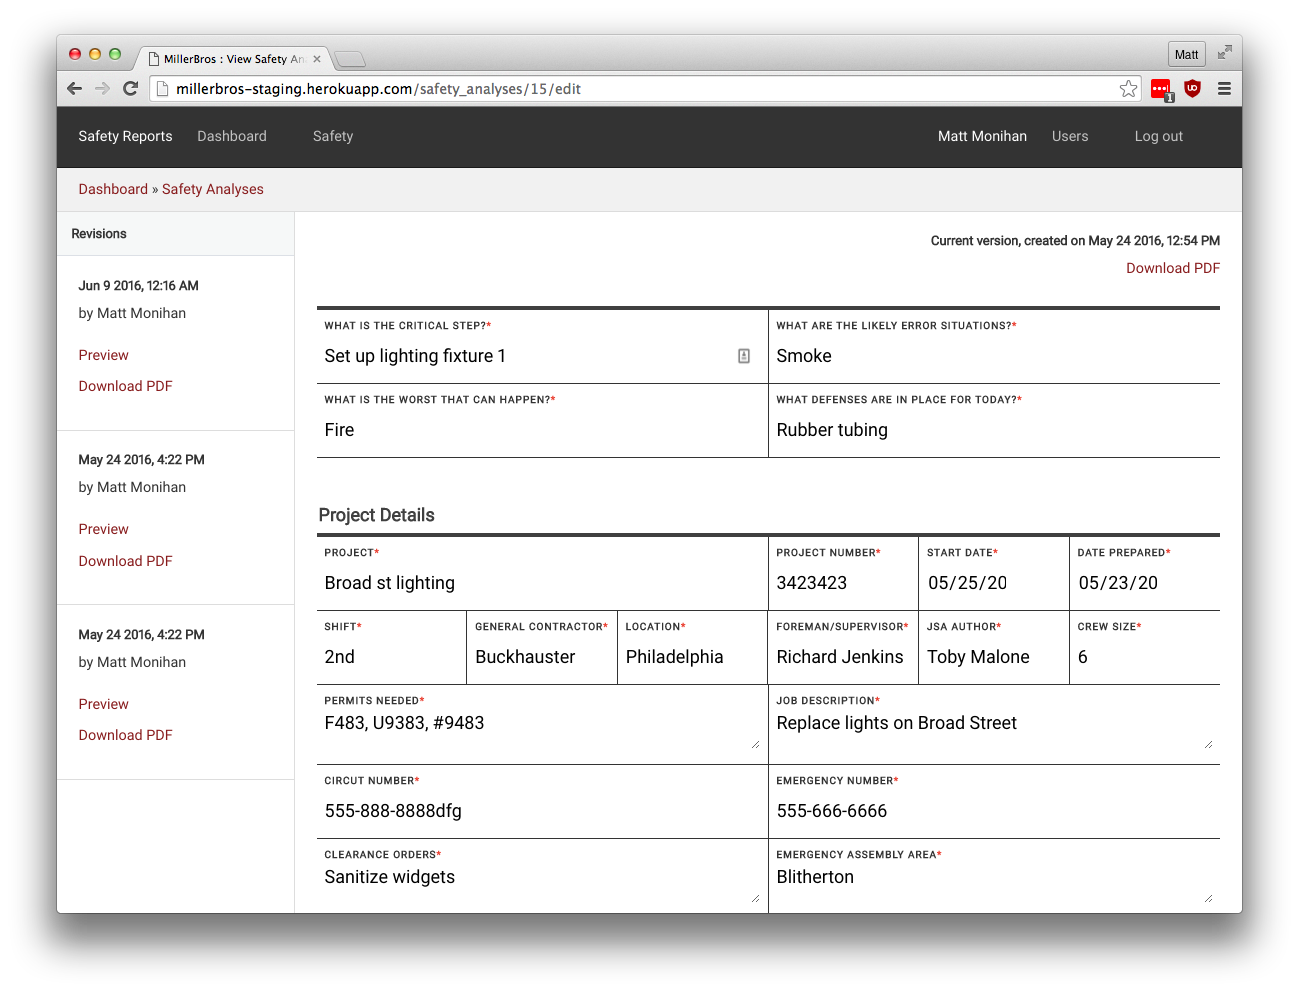 MillerBros : View Safety An
Matt
millerbros-staging.herokuapp.com/safety_analyses/15/edit
1
Safety Reports Dashboard Safety Matt Monihan Users Log out
Dashboard » Safety Analyses
Revisions
Current version, created on May 24 2016, 12:54 PM
Download PDF
Jun 9 2016, 12:16 AM
by Matt Monihan
Preview
Download PDF
May 24 2016, 4:22 PM
by Matt Monihan
Preview
Download PDF
May 24 2016, 4:22 PM
by Matt Monihan
Preview
Download PDF
WHAT IS THE CRITICAL STEP?* WHAT ARE THE LIKELY ERROR SITUATIONS?*
Set up lighting fixture 1 Smoke
WHAT IS THE WORST THAT CAN HAPPEN?* WHAT DEFENSES ARE IN PLACE FOR TODAY?*
Fire Rubber tubing
Project Details
PROJECT* PROJECT NUMBER* START DATE* DATE PREPARED*
Broad st lighting 3423423 05/25/20 05/23/20
SHIFT* GENERAL CONTRACTOR* LOCATION* FOREMAN/SUPERVISOR* JSA AUTHOR* CREW SIZE*
2nd Buckhauster Philadelphia Richard Jenkins Toby Malone 6
PERMITS NEEDED* JOB DESCRIPTION*
F483, U9383, #9483 Replace lights on Broad Street
CIRCUT NUMBER* EMERGENCY NUMBER*
555-888-8888dfg 555-666-6666
CLEARANCE ORDERS* EMERGENCY ASSEMBLY AREA*
Sanitize widgets Blitherton